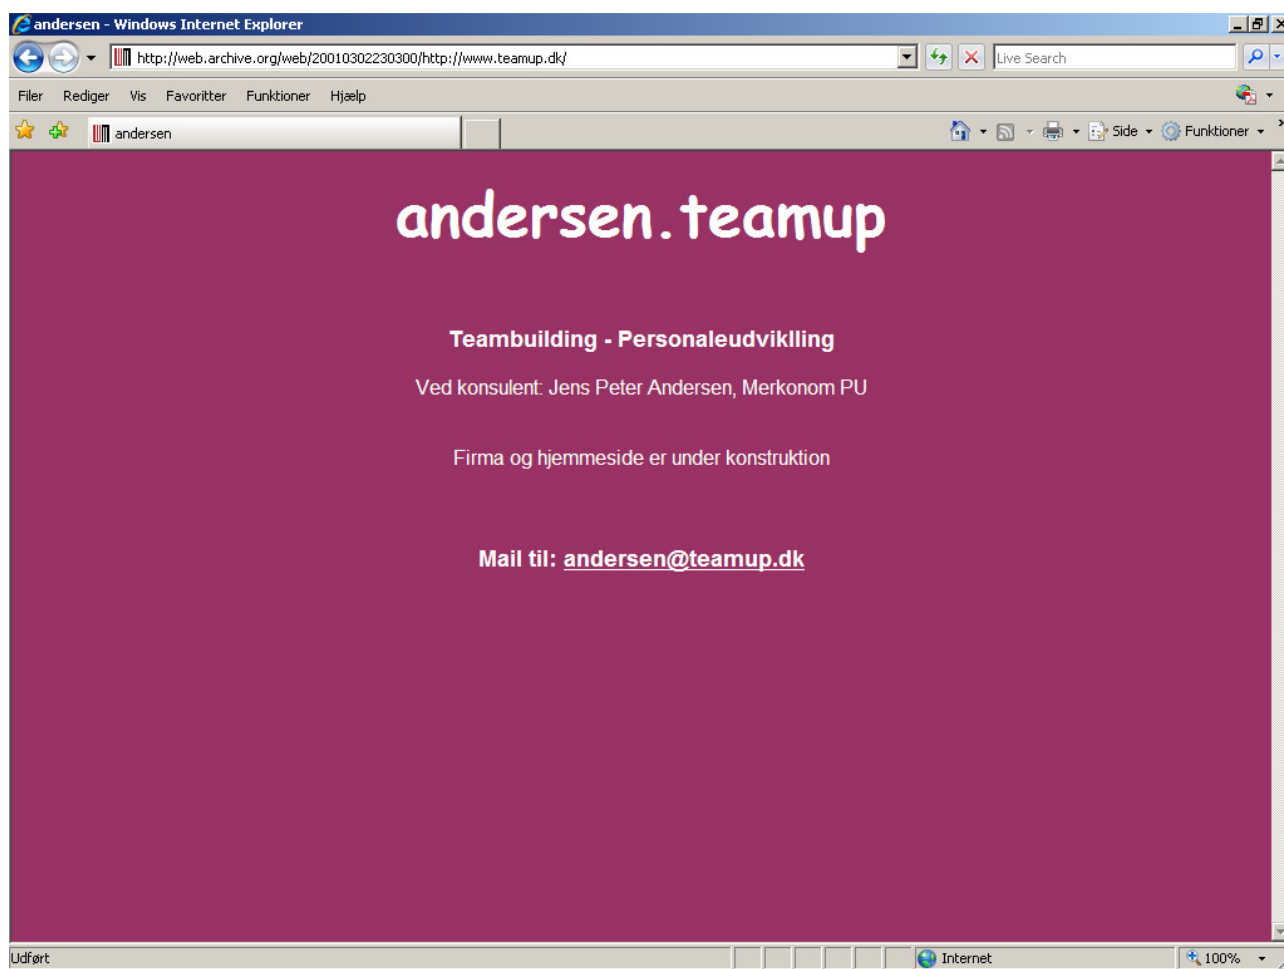 andersen - Windows Internet Explorer
http://web.archive.org/web/20010302230300/http://www.teamup.dk/
Live Search
Filer Rediger Vis Favoritter Funktioner Hjælp
andersen
Side Funktioner
andersen.teamup
Teambuilding - Personaleudviklling
Ved konsulent: Jens Peter Andersen, Merkonom PU
Firma og hjemmeside er under konstruktion
Mail til: andersen@teamup.dk
Udført
Internet
100%